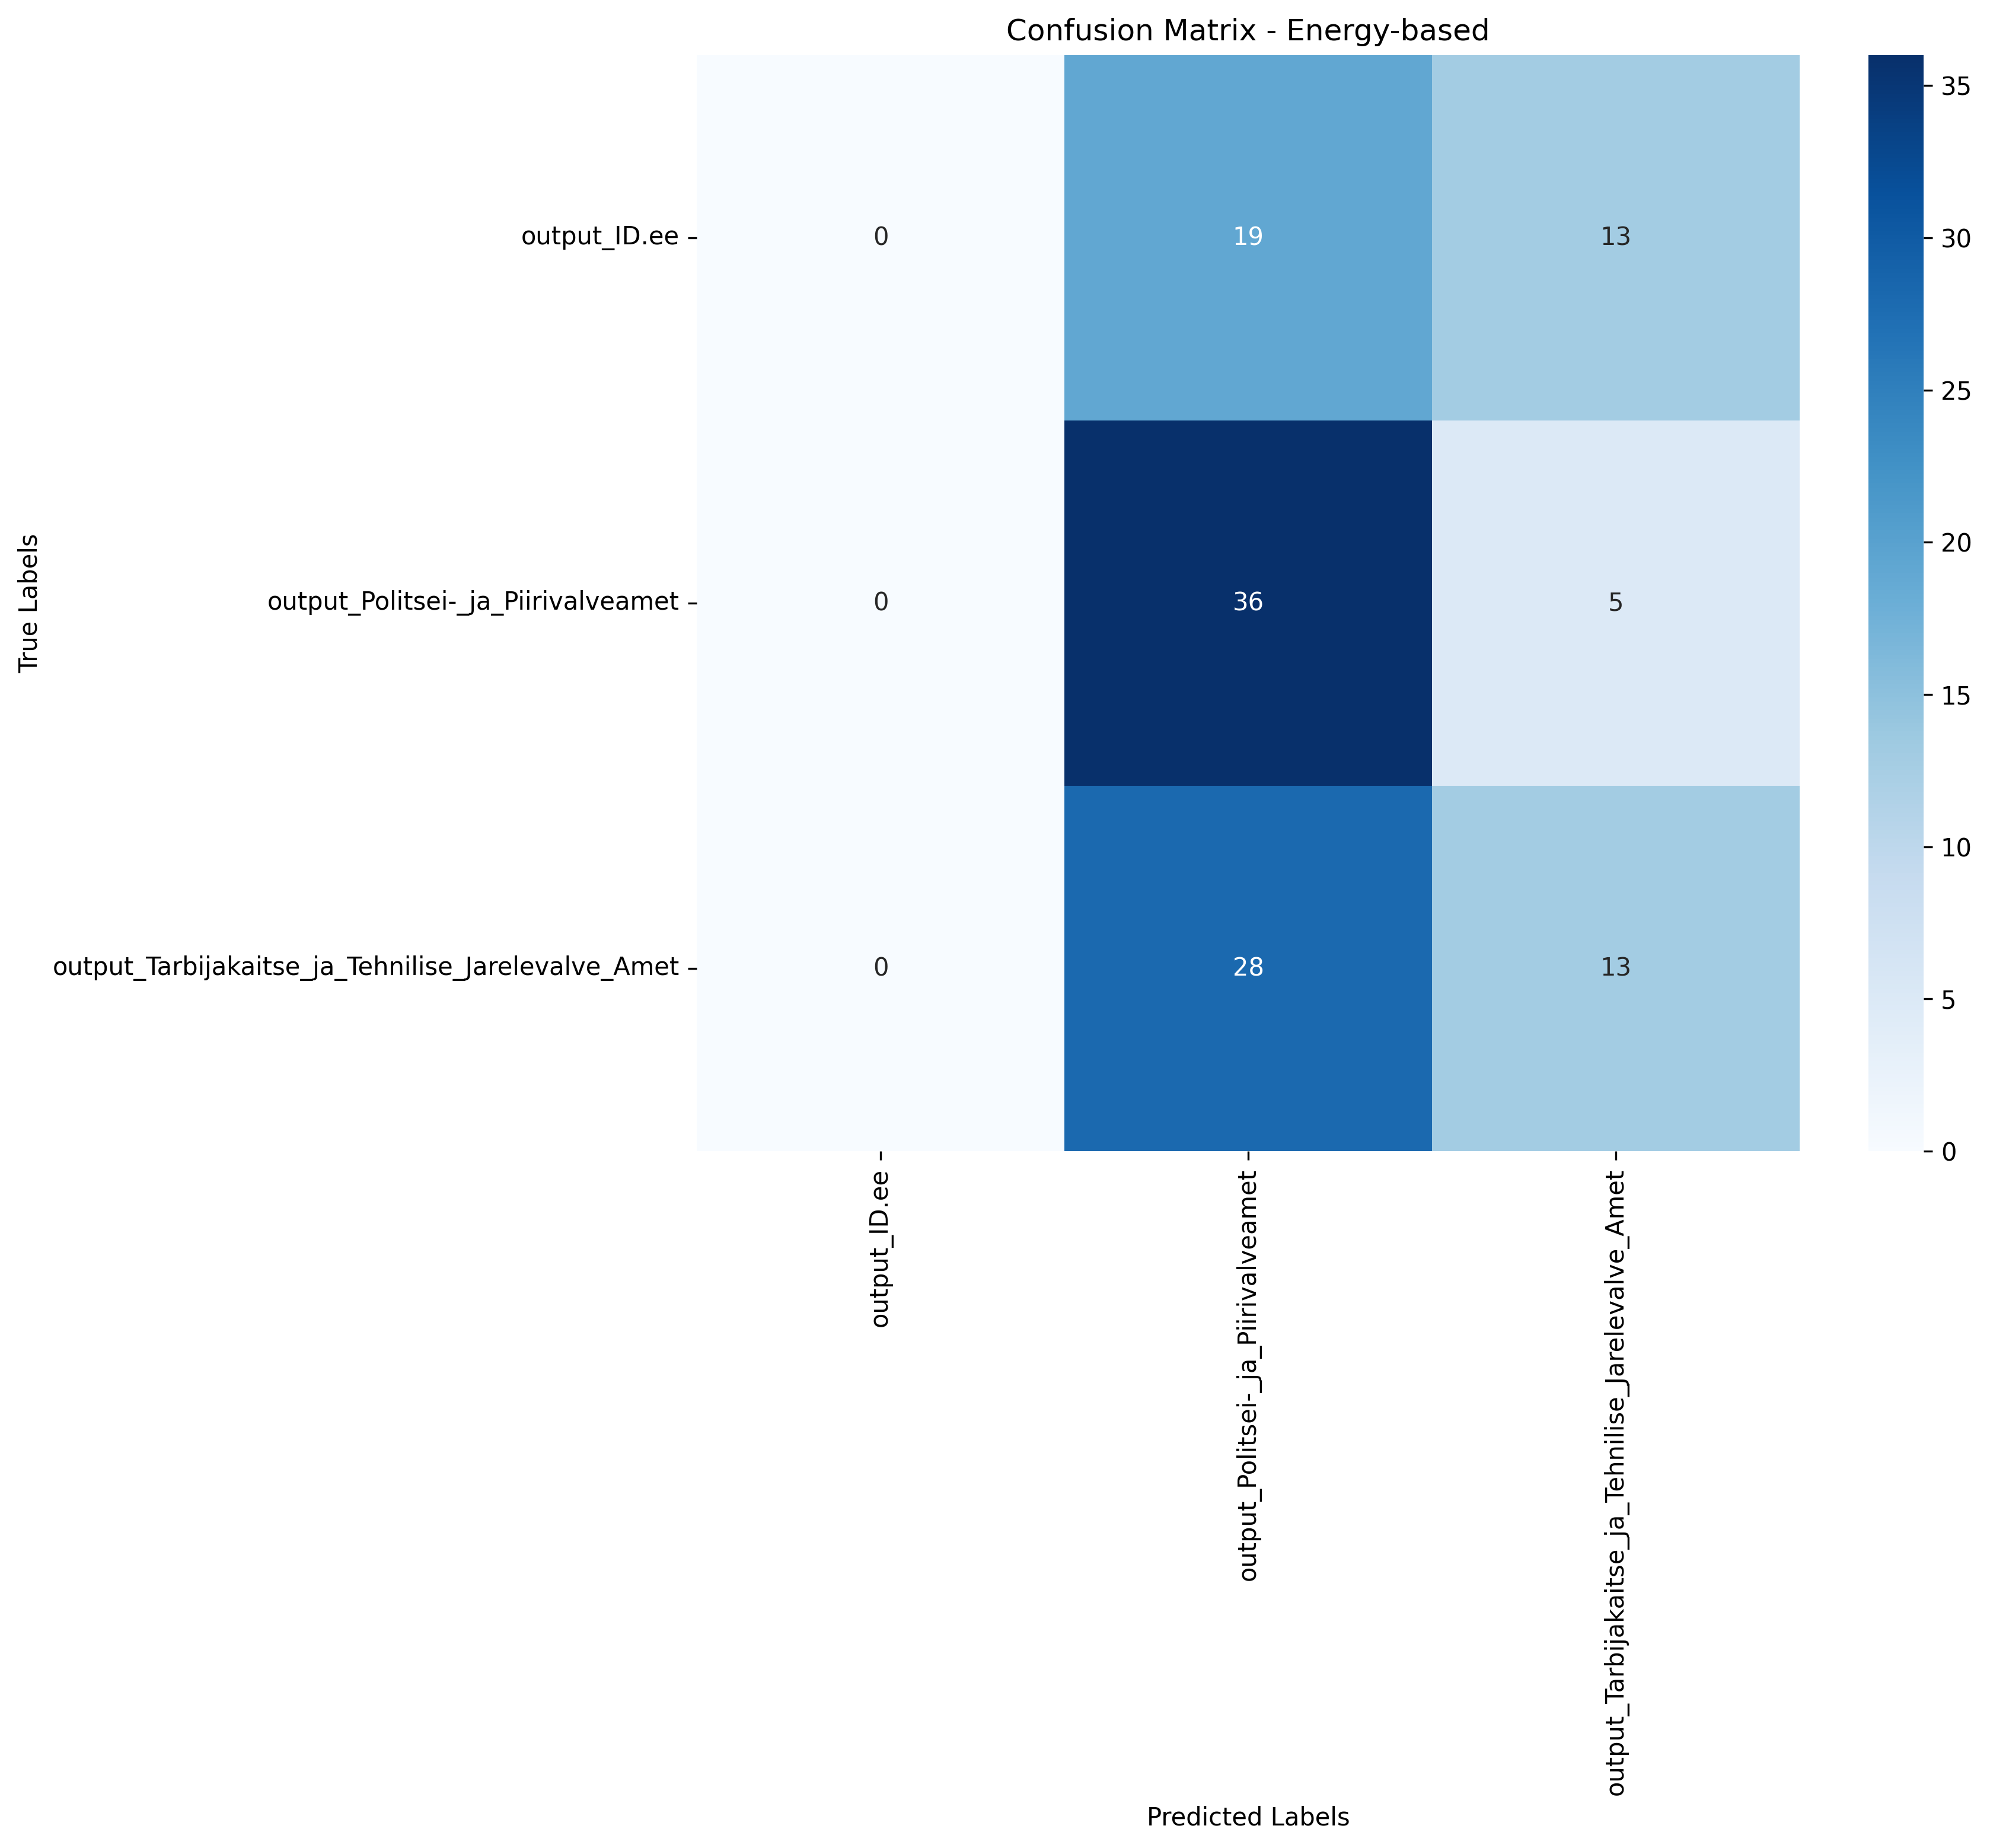 Confusion Matrix - Energy-based
True Labels
output_ID.ee
output_Politsei-_ja_Piirivalveamet
output_Tarbijakaitse_ja_Tehnilise_Jarelevalve_Amet
0 19 13
0 36 5
0 28 13
35
30
25
20
15
10
5
0
output_ID.ee
output_Politsei-_ja_Piirivalveamet
output_Tarbijakaitse_ja_Tehnilise_Jarelevalve_Amet
Predicted Labels